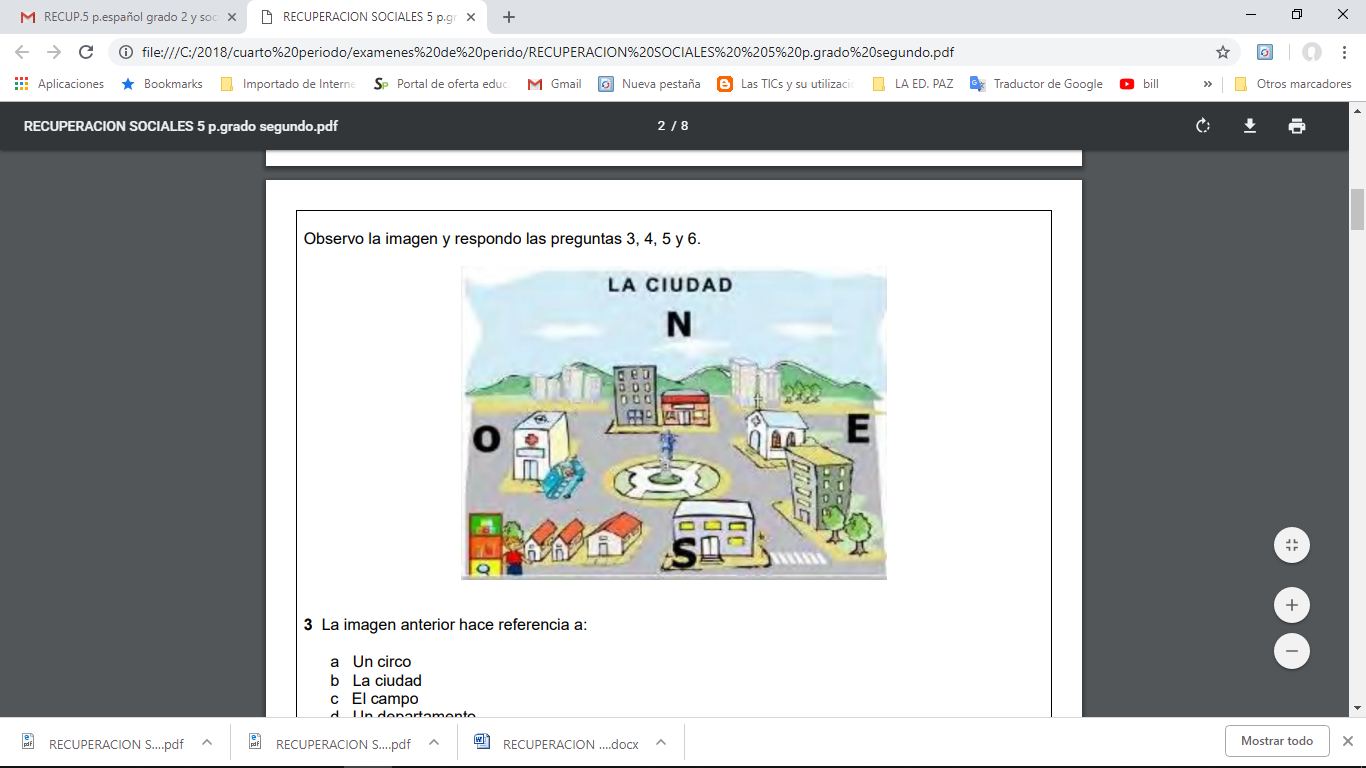 RECUP.5 p.español grado 2 y soc
RECUPERACION SOCIALES 5 p.gr
file:///C:/2018/cuarto%20periodo/examenes%20de%20perido/RECUPERACION%20SOCIALES%20%205%20p.grado%20segundo.pdf
Aplicaciones Bookmarks Importado de Interne Sp Portal de oferta educ Gmail Nueva pestaña Las TICs y su utilizaci LA ED. PAZ Traductor de Google bill » Otros marcadores
RECUPERACION SOCIALES 5 p.grado segundo.pdf 2 / 8
Observo la imagen y respondo las preguntas 3, 4, 5 y 6.
LA CIUDAD
N
O E
S
3 La imagen anterior hace referencia a:
a Un circo
b La ciudad
c El campo
d Un departamento
RECUPERACION S....pdf RECUPERACION S....pdf RECUPERACION ....docx Mostrar todo